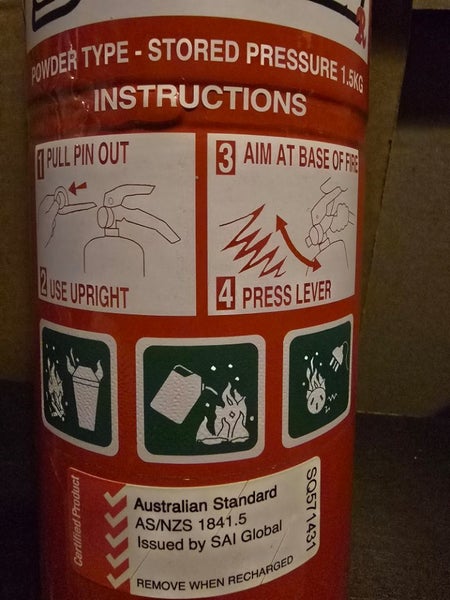 POWDER TYPE - STORED PRESSURE 1.5KG
INSTRUCTIONS
1 PULL PIN OUT
2 USE UPRIGHT
3 AIM AT BASE OF FIRE
4 PRESS LEVER
Certified Product
Australian Standard
AS/NZS 1841.5
Issued by SAI Global
REMOVE WHEN RECHARGED
SQ571431